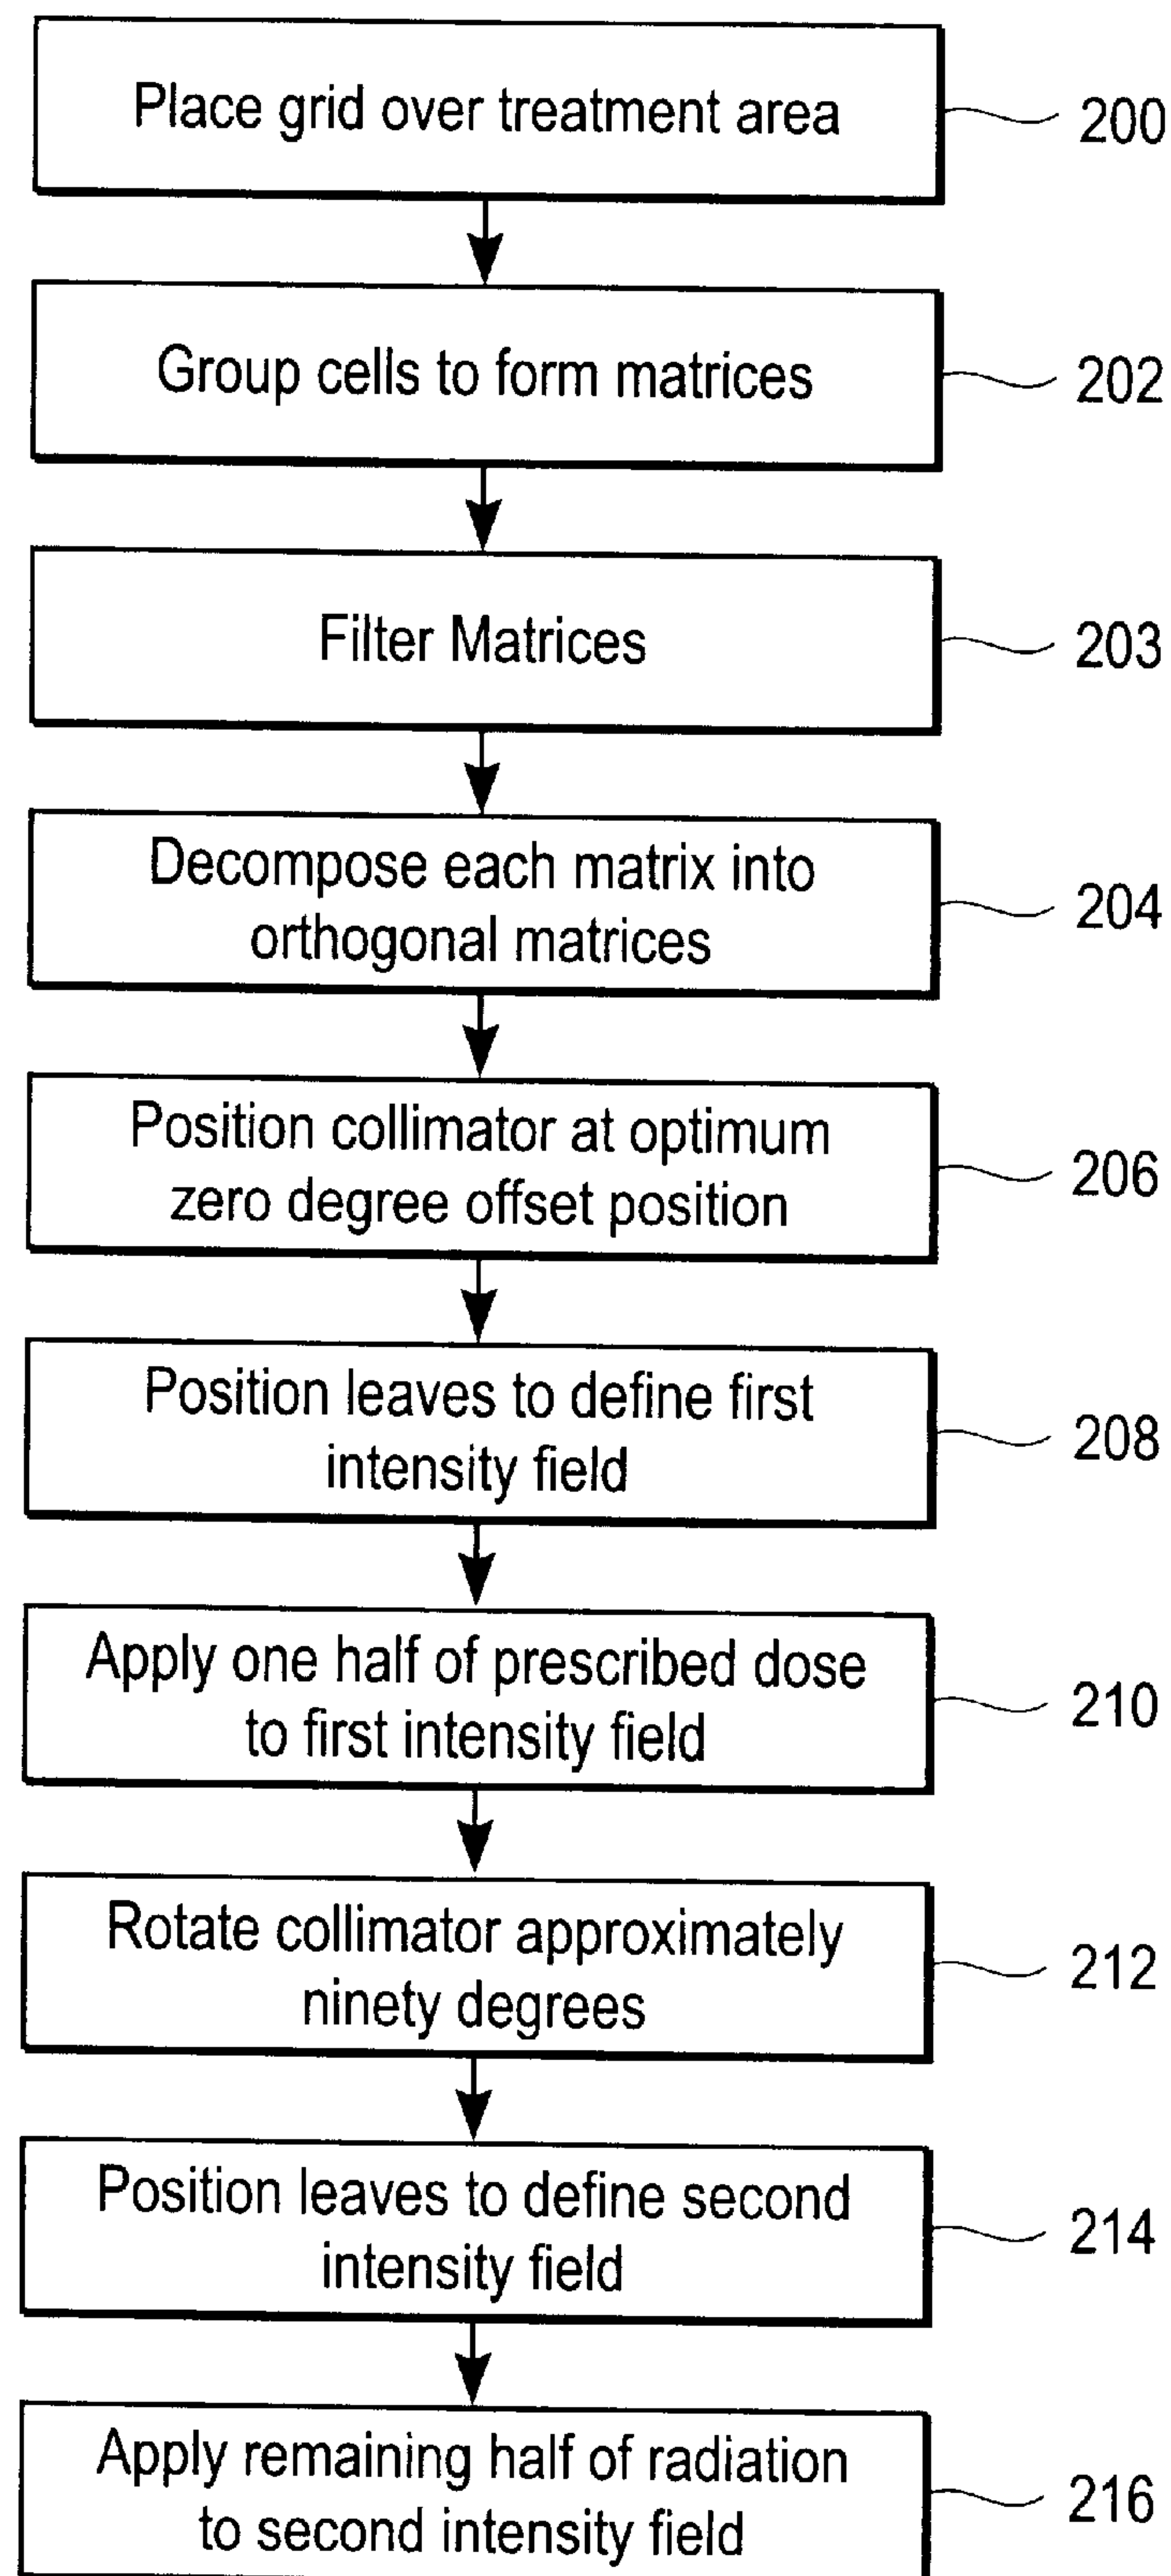 Place grid over treatment area
200
Group cells to form matrices
202
Filter Matrices
203
Decompose each matrix into
orthogonal matrices
204
Position collimator at optimum
zero degree offset position
206
Position leaves to define first
intensity field
208
Apply one half of prescribed dose
to first intensity field
210
Rotate collimator approximately
ninety degrees
212
Position leaves to define second
intensity field
214
Apply remaining half of radiation
to second intensity field
216